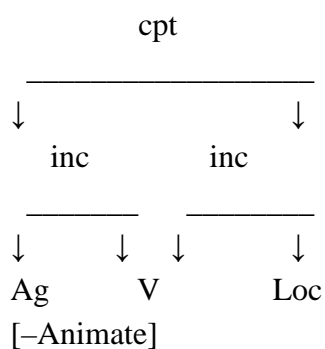 cpt
↓ ↓
inc inc
↓ ↓ ↓ ↓
Ag V Loc
[–Animate]